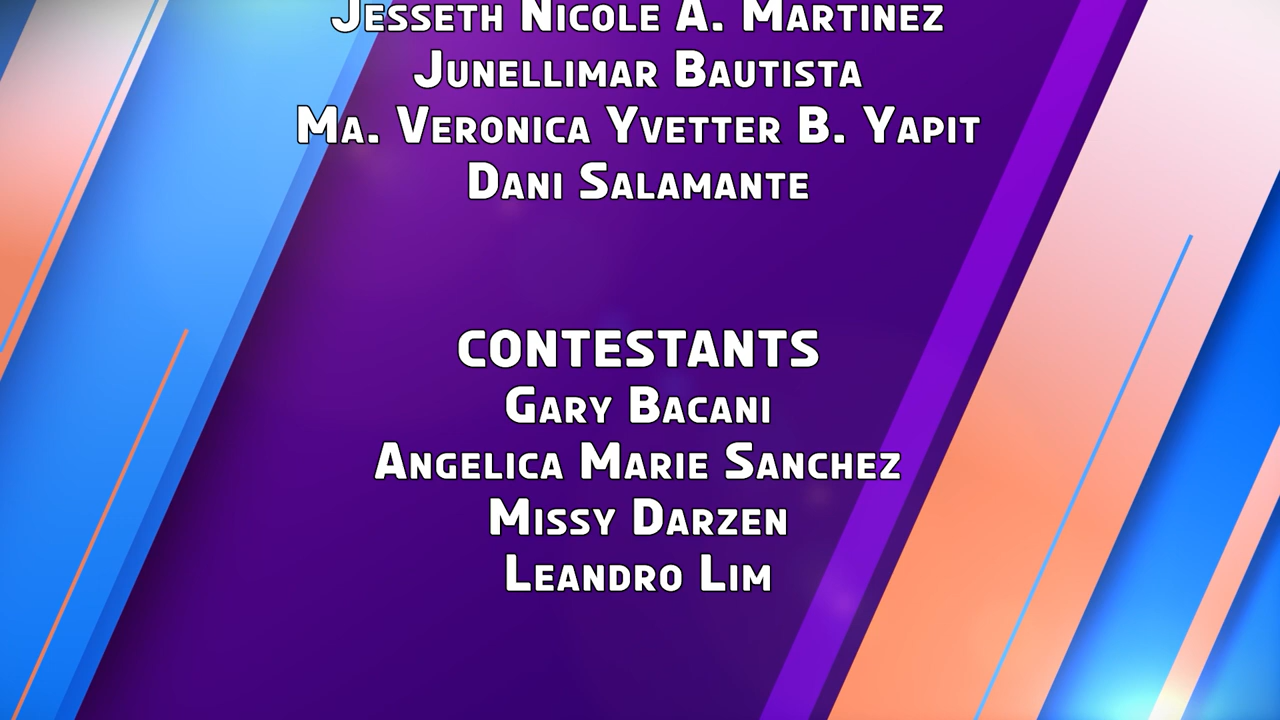 Jesseth Nicole A. Martinez
Junellimar Bautista
Ma. Veronica Yvetter B. Yapit
Dani Salamante
CONTESTANTS
Gary Bacani
Angelica Marie Sanchez
Missy Darzen
Leandro Lim